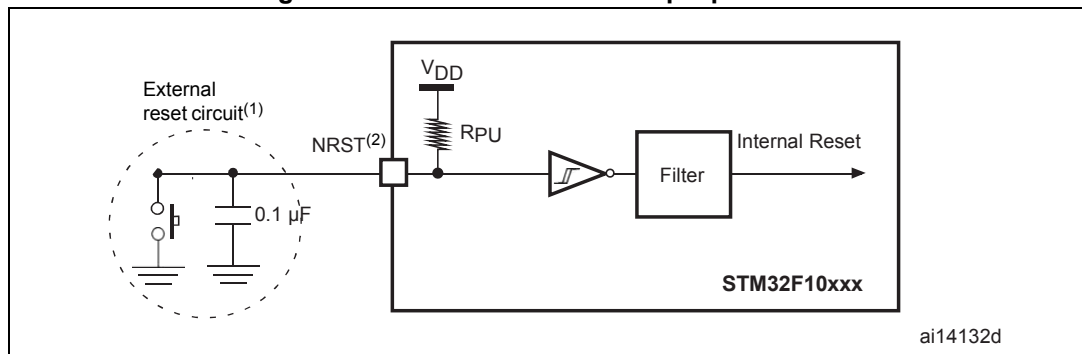 VDD
External
reset circuit(1)
NRST(2)
RPU
Internal Reset
Filter
0.1 µF
STM32F10xxx
ai14132d